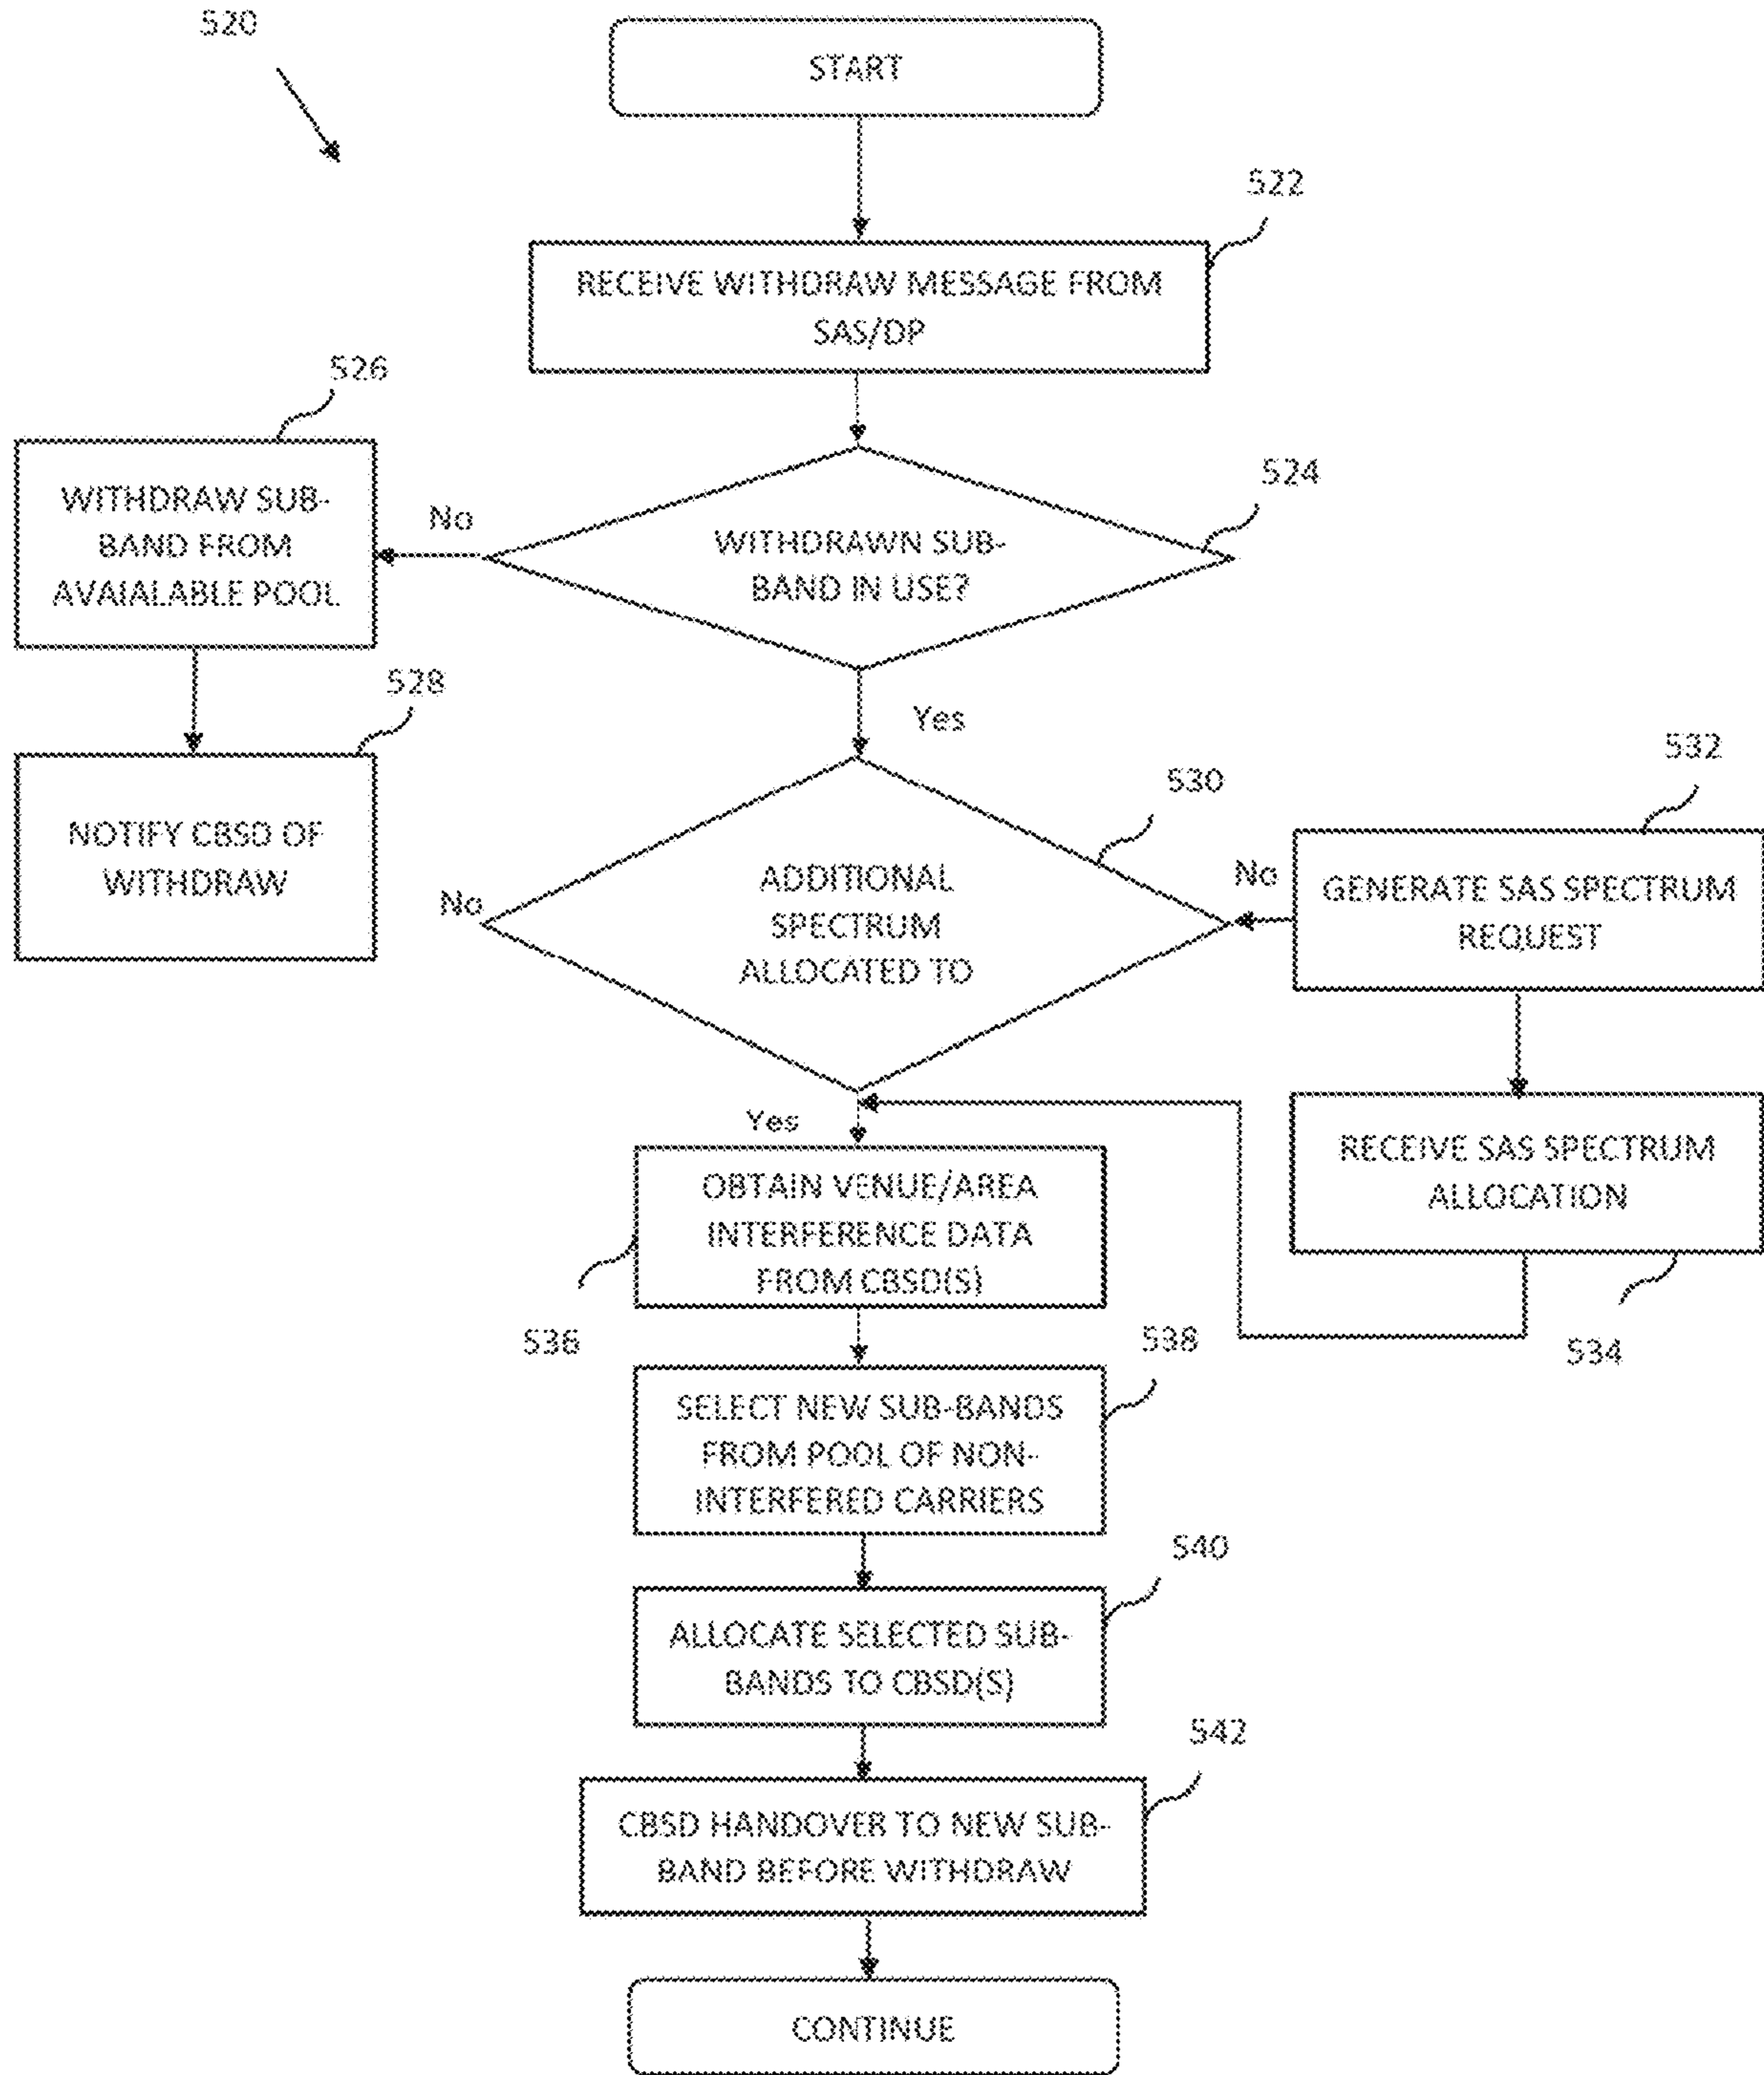 520
START
522
RECEIVE WITHDRAW MESSAGE FROM
SAS/DP
526
WITHDRAW SUB-
BAND FROM
AVAIALABLE POOL
No
524
WITHDRAWN SUB-
BAND IN USE?
528
NOTIFY CBSD OF
WITHDRAW
Yes
530
532
No
ADDITIONAL
SPECTRUM
ALLOCATED TO
No
GENERATE SAS SPECTRUM
REQUEST
Yes
RECEIVE SAS SPECTRUM
ALLOCATION
534
OBTAIN VENUE/AREA
INTERFERENCE DATA
FROM CBSD(S)
536
538
SELECT NEW SUB-BANDS
FROM POOL OF NON-
INTERFERED CARRIERS
540
ALLOCATE SELECTED SUB-
BANDS TO CBSD(S)
542
CBSD HANDOVER TO NEW SUB-
BAND BEFORE WITHDRAW
CONTINUE